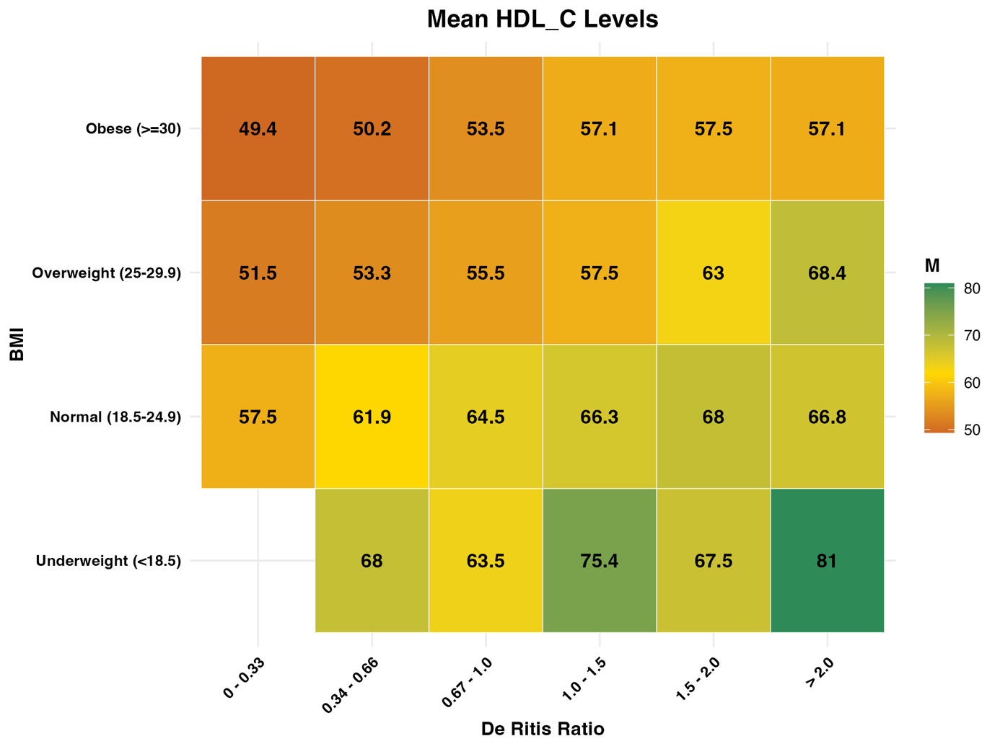 Mean HDL_C Levels
Obese (>=30) 49.4 50.2 53.5 57.1 57.5 57.1
Overweight (25-29.9) 51.5 53.3 55.5 57.5 63 68.4
Normal (18.5-24.9) 57.5 61.9 64.5 66.3 68 66.8
Underweight (<18.5) 68 63.5 75.4 67.5 81
BMI
0 - 0.33 0.34 - 0.66 0.67 - 1.0 1.0 - 1.5 1.5 - 2.0 > 2.0
De Ritis Ratio
M
80
70
60
50